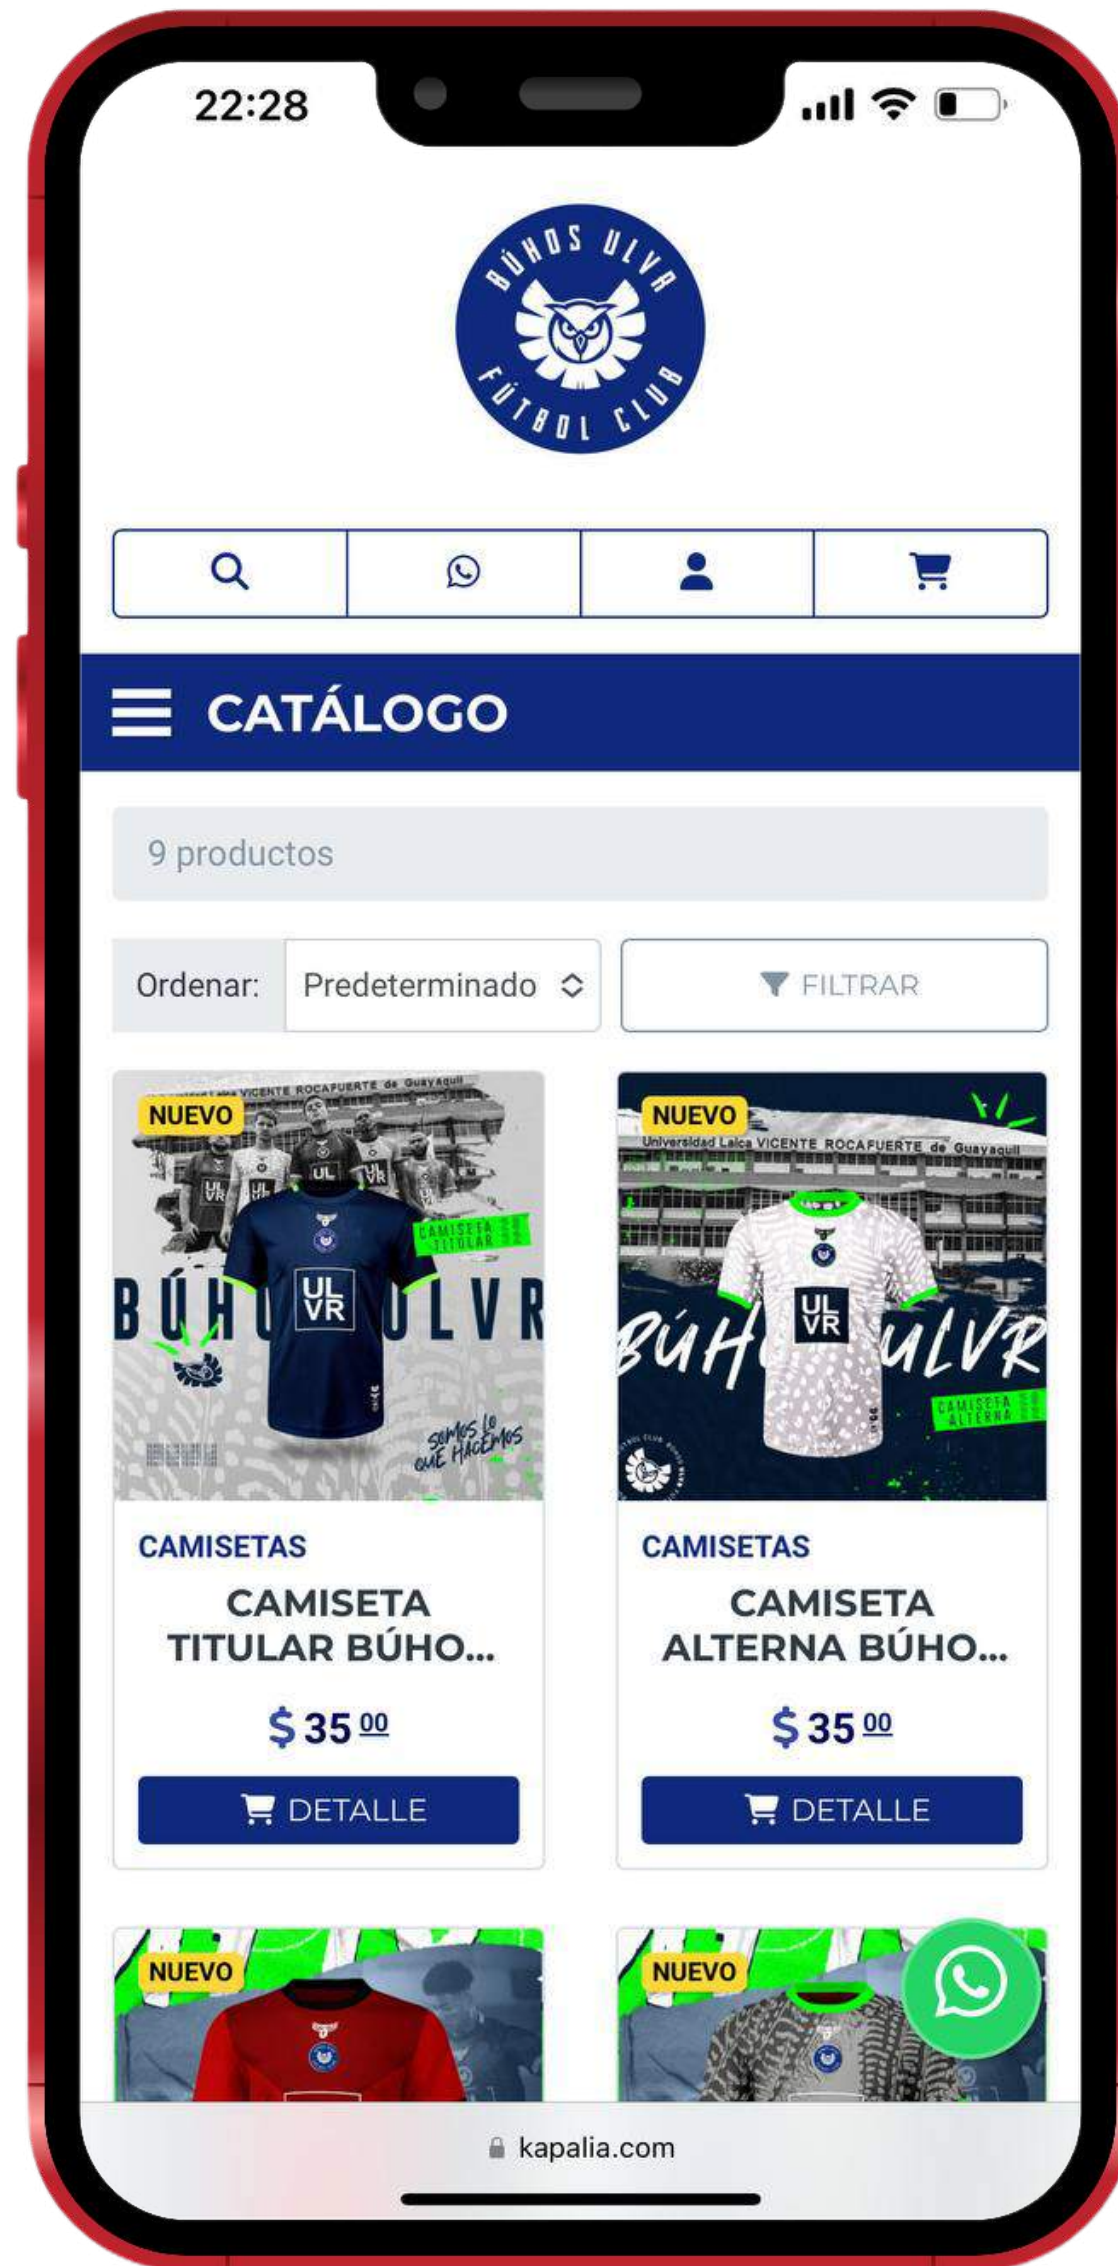 22:28
BÚHOS ULVR
FÚTBOL CLUB
CATÁLOGO
9 productos
Ordenar: Predeterminado
FILTRAR
NUEVO
VICENTE ROCAFUERTE de Guayaquil
UL
VR
CAMISETA
TITULAR
BÚHO ULVR
SOMOS LO
QUE HACEMOS
CAMISETAS
CAMISETA
TITULAR BÚHO...
$ 35 00
DETALLE
NUEVO
Universidad Laica VICENTE ROCAFUERTE de Guayaquil
UL
VR
BÚH ULVR
CAMISETA
ALTERNA
CAMISETAS
CAMISETA
ALTERNA BÚHO...
$ 35 00
DETALLE
NUEVO
NUEVO
kapalia.com